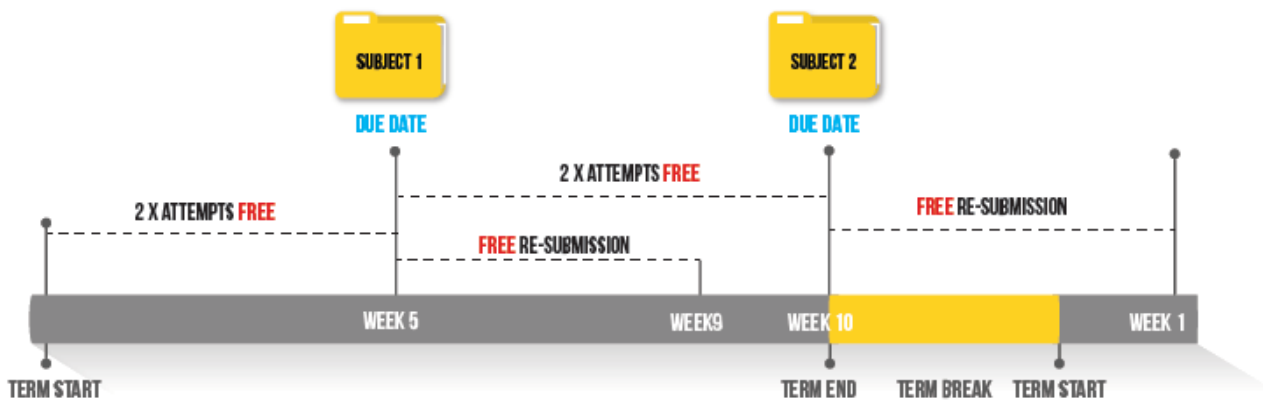 SUBJECT 1
SUBJECT 2
DUE DATE
DUE DATE
2 X ATTEMPTS FREE
2 X ATTEMPTS FREE
FREE RE-SUBMISSION
FREE RE-SUBMISSION
WEEK 5
WEEK9
WEEK 10
WEEK 1
TERM START
TERM END
TERM BREAK
TERM START